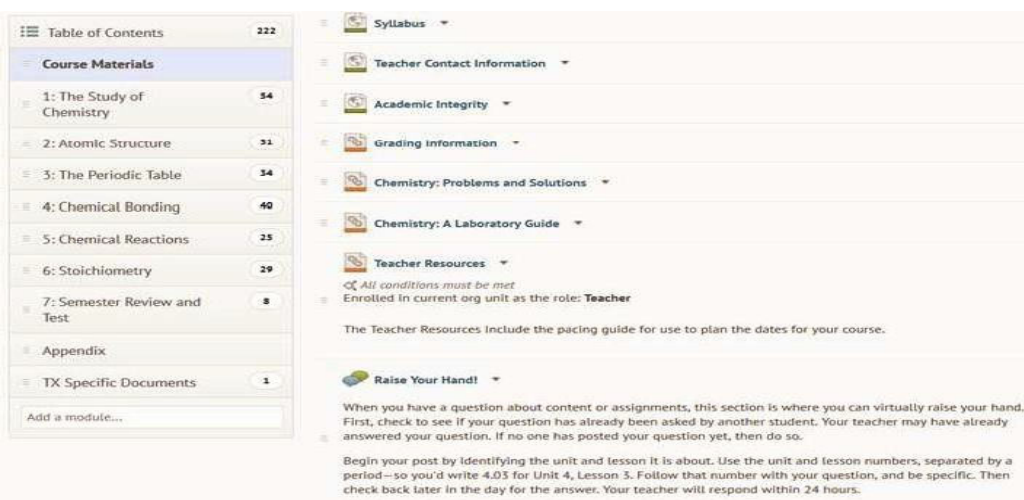 Table of Contents 222
Course Materials
1: The Study of 54
Chemistry
2: Atomic Structure 31
3: The Periodic Table 34
4: Chemical Bonding 40
5: Chemical Reactions 25
6: Stoichiometry 29
7: Semester Review and 8
Test
Appendix
TX Specific Documents 1
Add a module...
Syllabus
Teacher Contact Information
Academic Integrity
Grading Information
Chemistry: Problems and Solutions
Chemistry: A Laboratory Guide
Teacher Resources
All conditions must be met
Enrolled in current org unit as the role: Teacher
The Teacher Resources include the pacing guide for use to plan the dates for your course.
Raise Your Hand!
When you have a question about content or assignments, this section is where you can virtually raise your hand.
First, check to see if your question has already been asked by another student. Your teacher may have already
answered your question. If no one has posted your question yet, then do so.
Begin your post by identifying the unit and lesson it is about. Use the unit and lesson numbers, separated by a
period—so you'd write 4.03 for Unit 4, Lesson 3. Follow that number with your question, and be specific. Then
check back later in the day for the answer. Your teacher will respond within 24 hours.